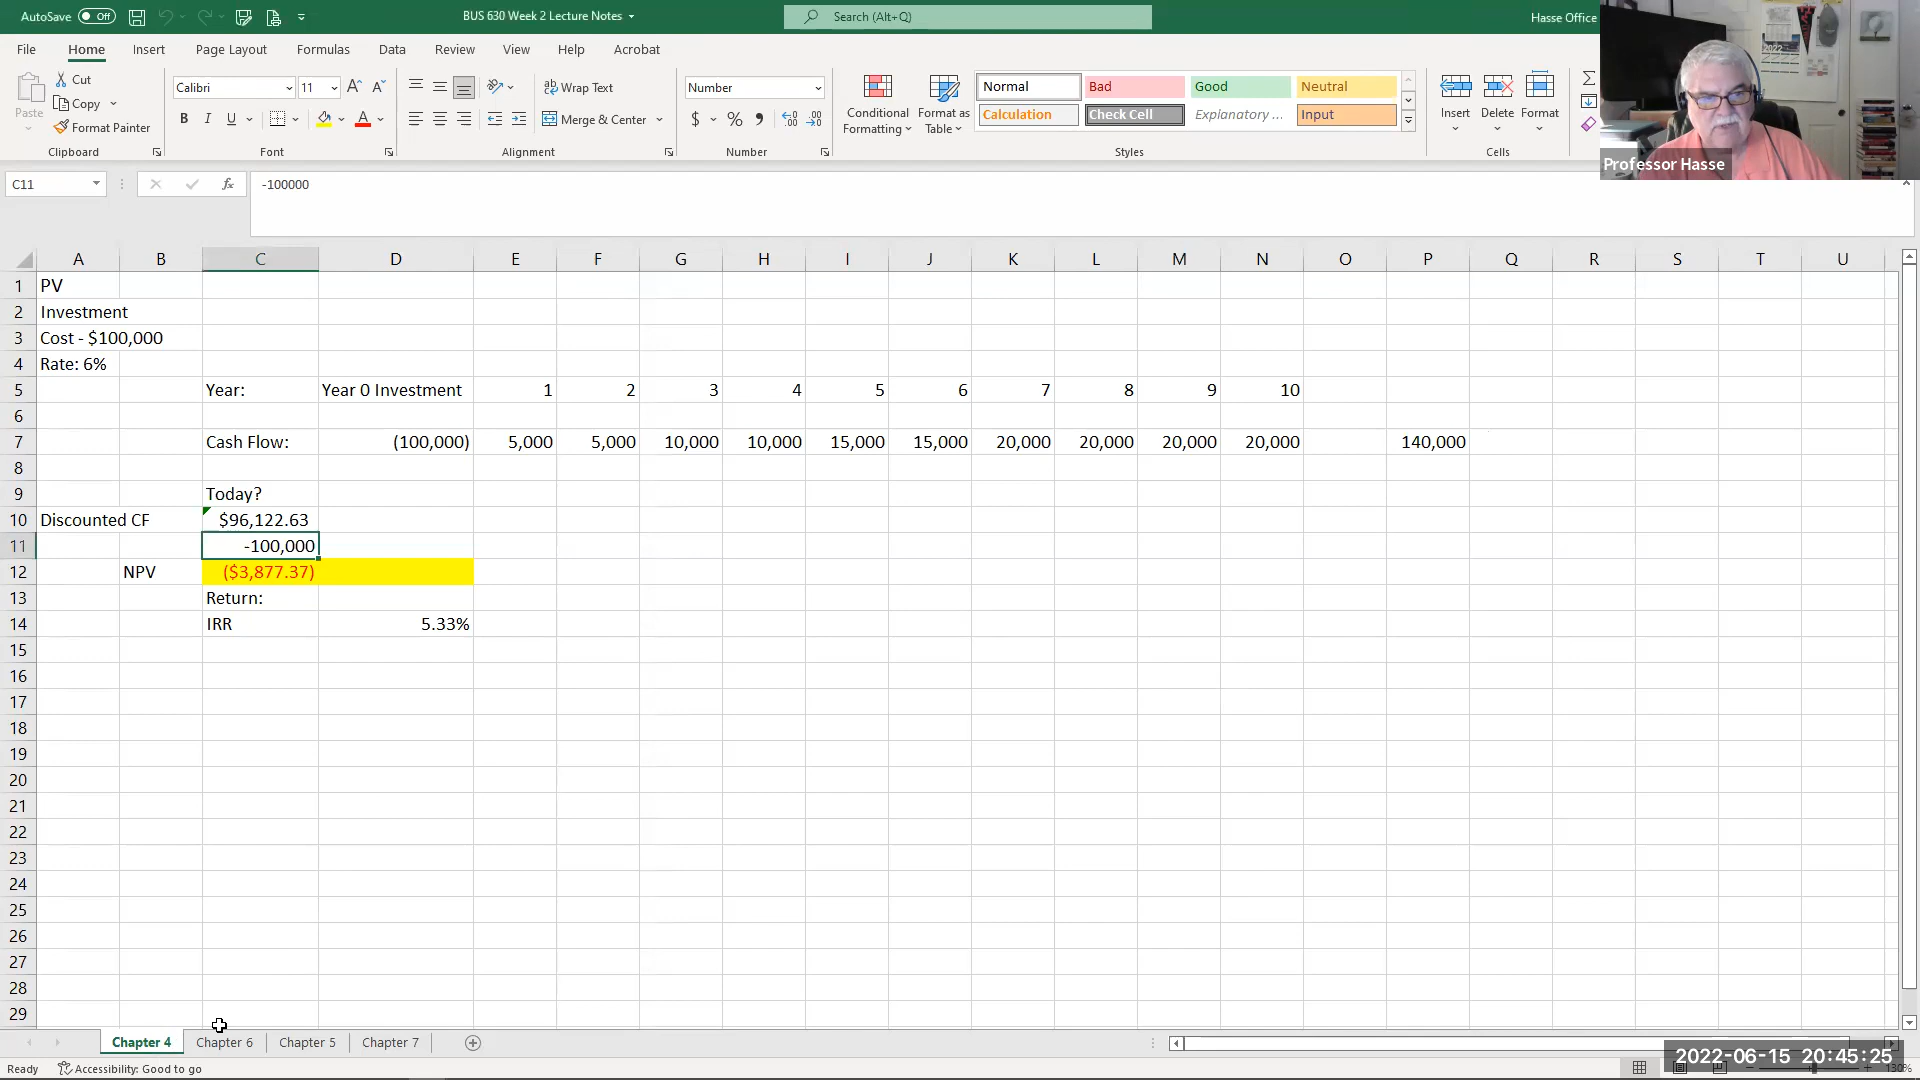 AutoSave Off BUS 630 Week 2 Lecture Notes Search (Alt+Q) Hasse Office
File Home Insert Page Layout Formulas Data Review View Help Acrobat
Paste Cut Copy Format Painter
Calibri 11
B I U
Wrap Text
Merge & Center
Number
$ %
Conditional Formatting Format as Table
Normal Bad Good Neutral
Calculation Check Cell Explanatory ... Input
Insert Delete Format
Clipboard Font Alignment Number Styles Cells
2022
Professor Hasse
C11 fx -100000
A B C D E F G H I J K L M N O P Q R S T U
1 PV
2 Investment
3 Cost - $100,000
4 Rate: 6%
5 Year: Year 0 Investment 1 2 3 4 5 6 7 8 9 10
6
7 Cash Flow: (100,000) 5,000 5,000 10,000 10,000 15,000 15,000 20,000 20,000 20,000 20,000 140,000
8
9 Today?
10 Discounted CF $96,122.63
11 -100,000
12 NPV ($3,877.37)
13 Return:
14 IRR 5.33%
15
16
17
18
19
20
21
22
23
24
25
26
27
28
29
Chapter 4 Chapter 6 Chapter 5 Chapter 7
Ready Accessibility: Good to go 130%
2022-06-15 20:45:25